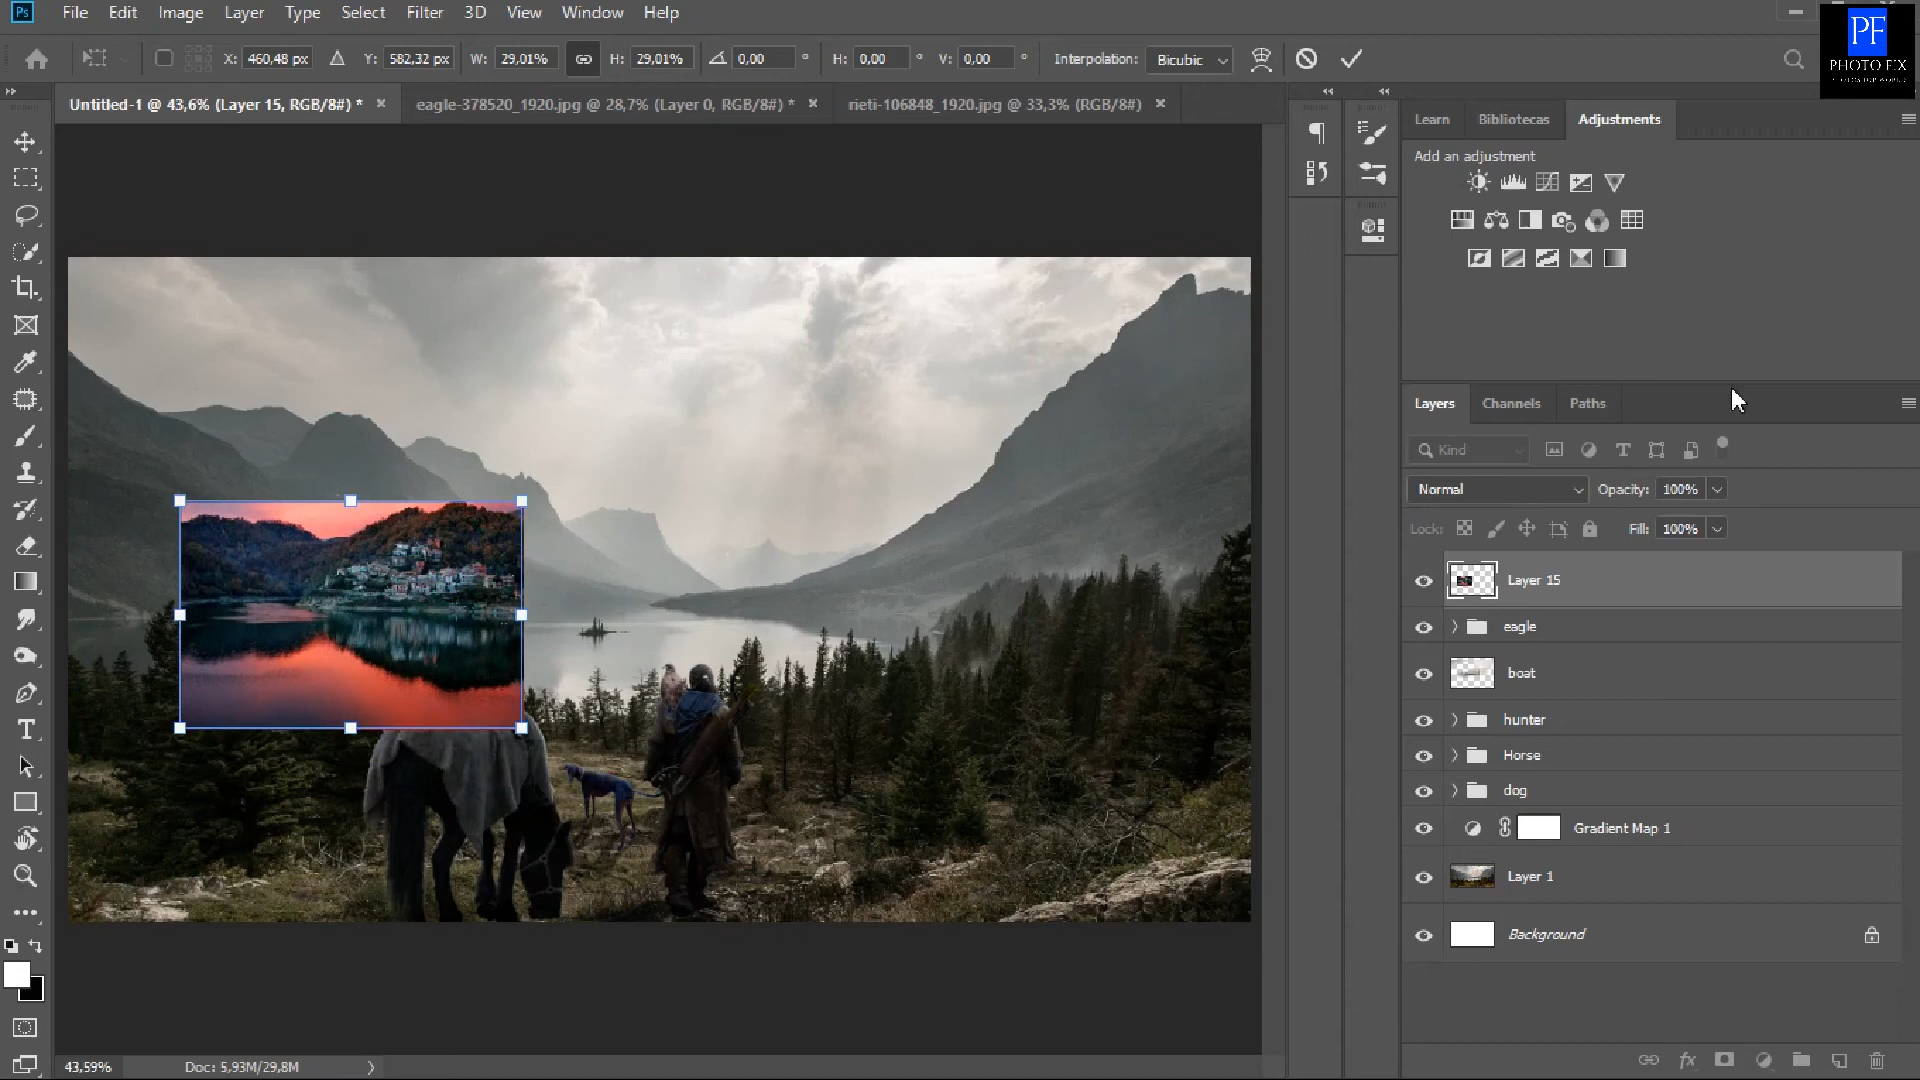 Ps File Edit Image Layer Type Select Filter 3D View Window Help
PF
PHOTO FIX
X: 460,48 px Y: 582,32 px W: 29,01% H: 29,01% 0,00 ° H: 0,00 ° V: 0,00 ° Interpolation: Bicubic
Untitled-1 @ 43,6% (Layer 15, RGB/8#) * × eagle-378520_1920.jpg @ 28,7% (Layer 0, RGB/8#) * × rieti-106848_1920.jpg @ 33,3% (RGB/8#) ×
Learn Bibliotecas Adjustments
Add an adjustment
Layers Channels Paths
Kind
Normal Opacity: 100%
Lock: Fill: 100%
Layer 15
eagle
boat
hunter
Horse
dog
Gradient Map 1
Layer 1
Background
43,59% Doc: 5,93M/29,8M
fx